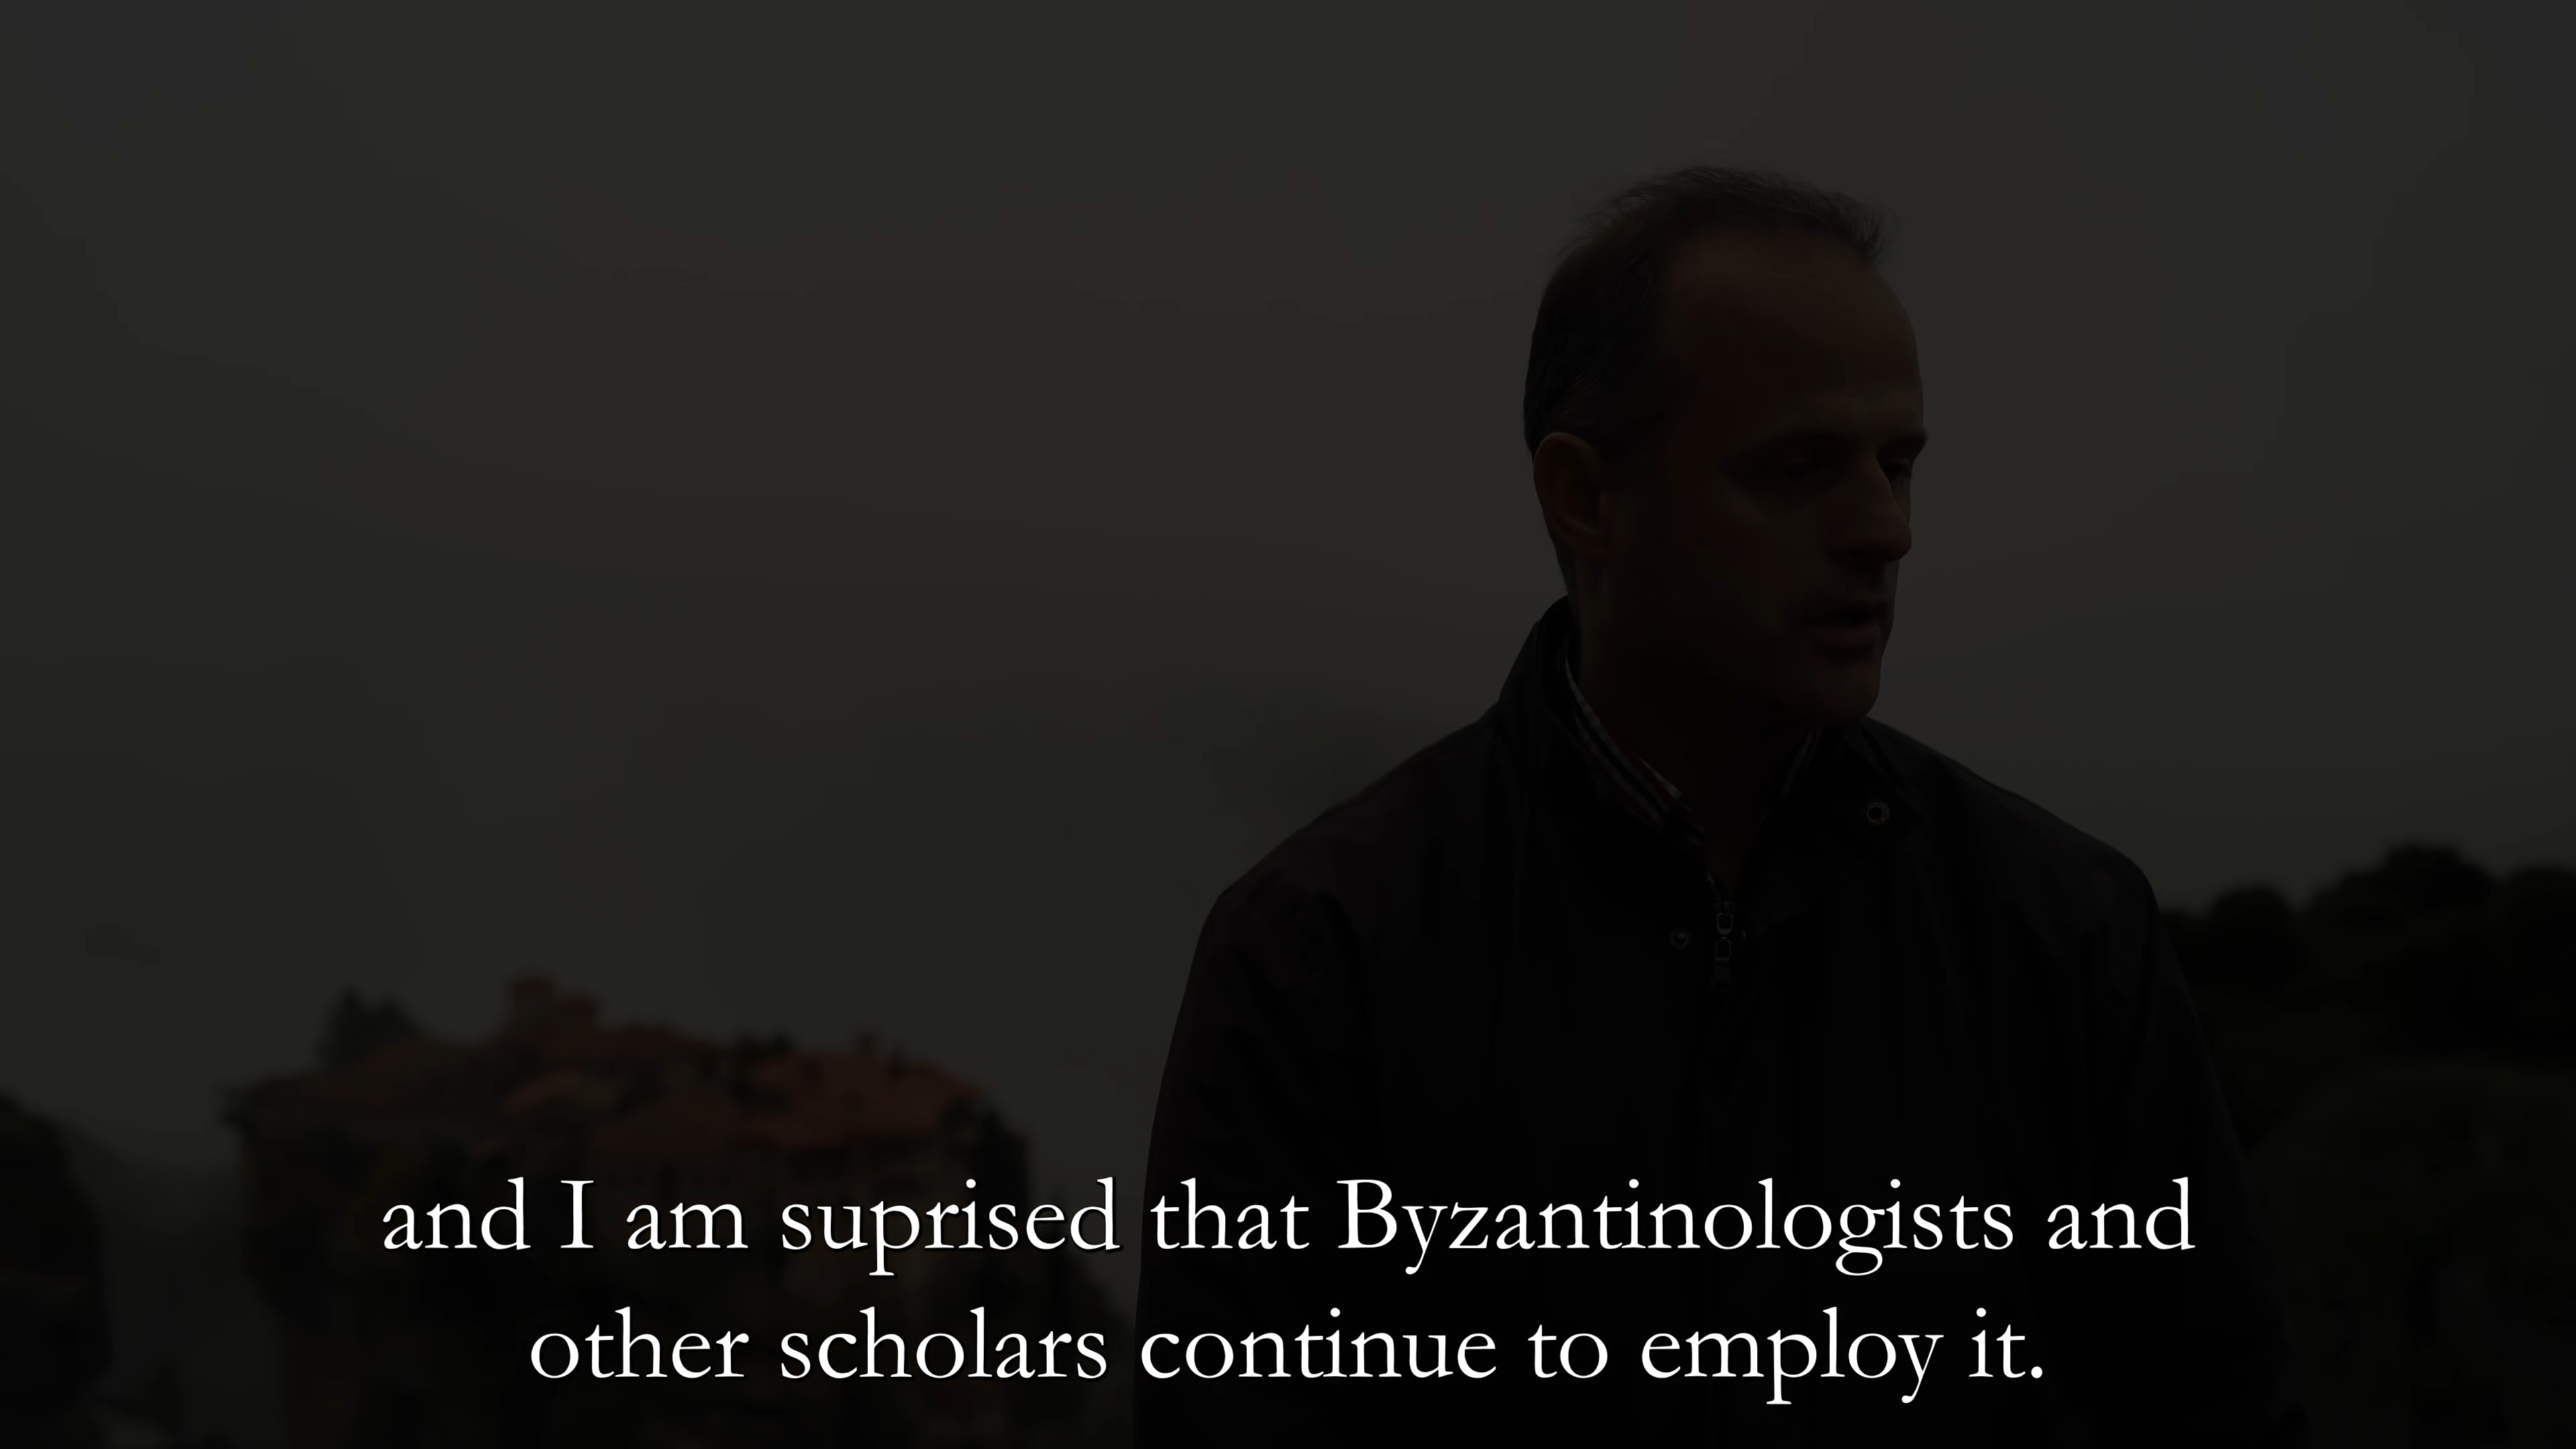 and I am suprised that Byzantinologists and
other scholars continue to employ it.